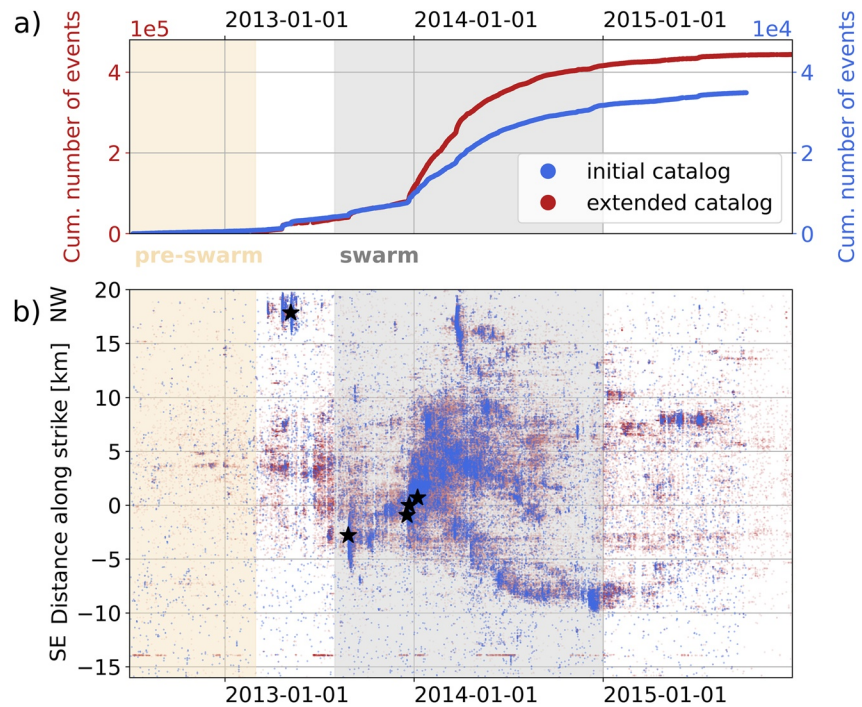 a)
2013-01-01 2014-01-01 2015-01-01
1e5 1e4
Cum. number of events
4
2
0
4
2
0
Cum. number of events
initial catalog
extended catalog
pre-swarm swarm
b)
SE Distance along strike [km] NW
20
15
10
5
0
−5
−10
−15
2013-01-01 2014-01-01 2015-01-01